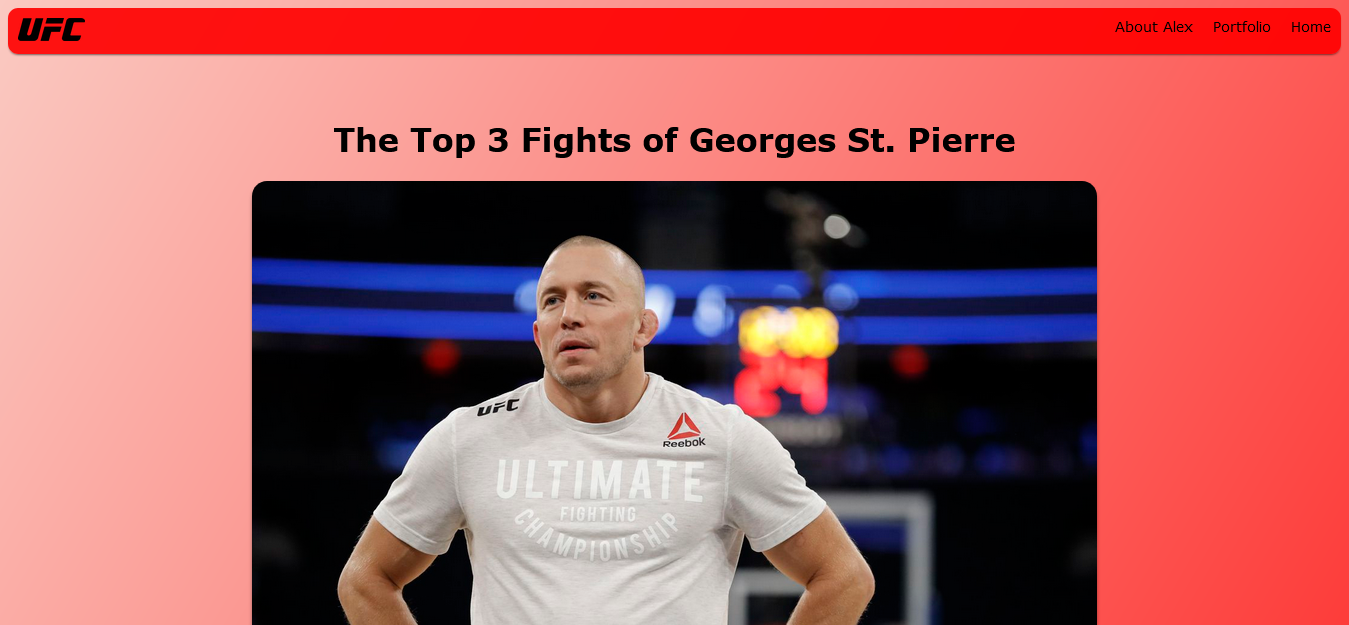 UFC
About Alex Portfolio Home
The Top 3 Fights of Georges St. Pierre
UFC
Reebok
ULTIMATE
FIGHTING
CHAMPIONSHIP